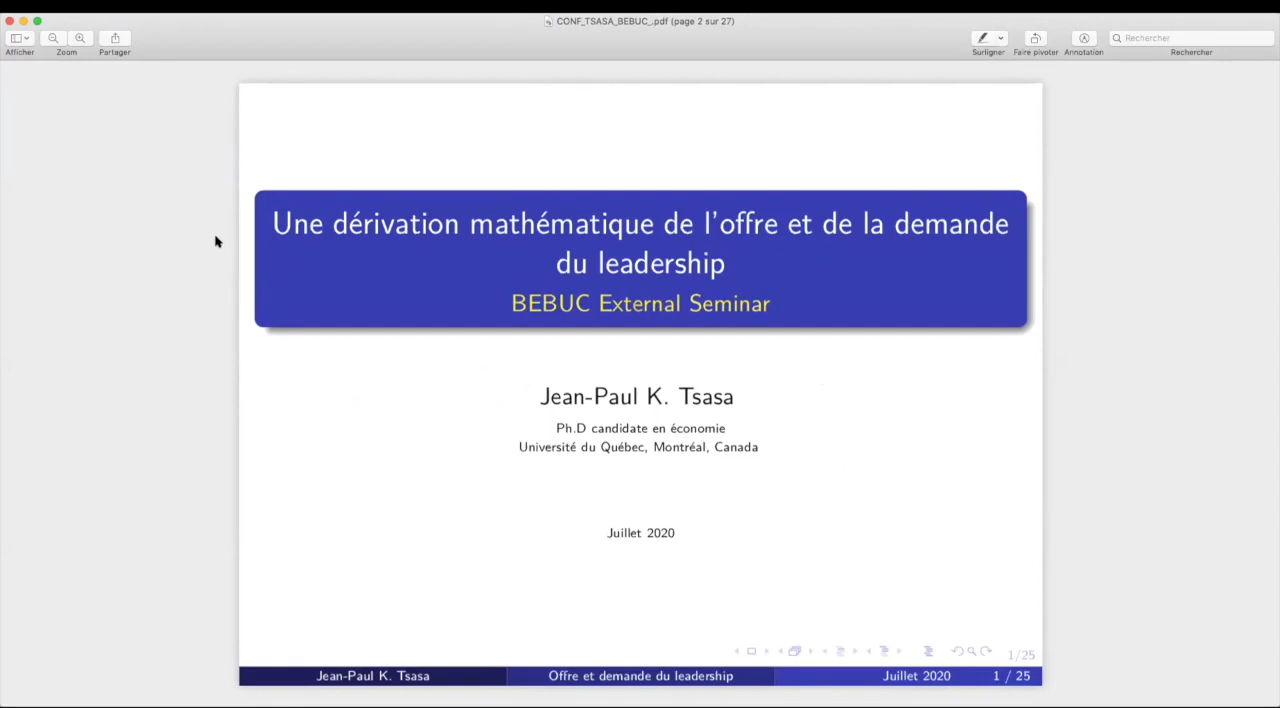 CONF_TSASA_BEBUC_.pdf (page 2 sur 27)
Afficher Zoom Partager Surligner Faire pivoter Annotation Rechercher
Rechercher
Une dérivation mathématique de l'offre et de la demande
du leadership
BEBUC External Seminar
Jean-Paul K. Tsasa
Ph.D candidate en économie
Université du Québec, Montréal, Canada
Juillet 2020
1/25
Jean-Paul K. Tsasa Offre et demande du leadership Juillet 2020 1 / 25